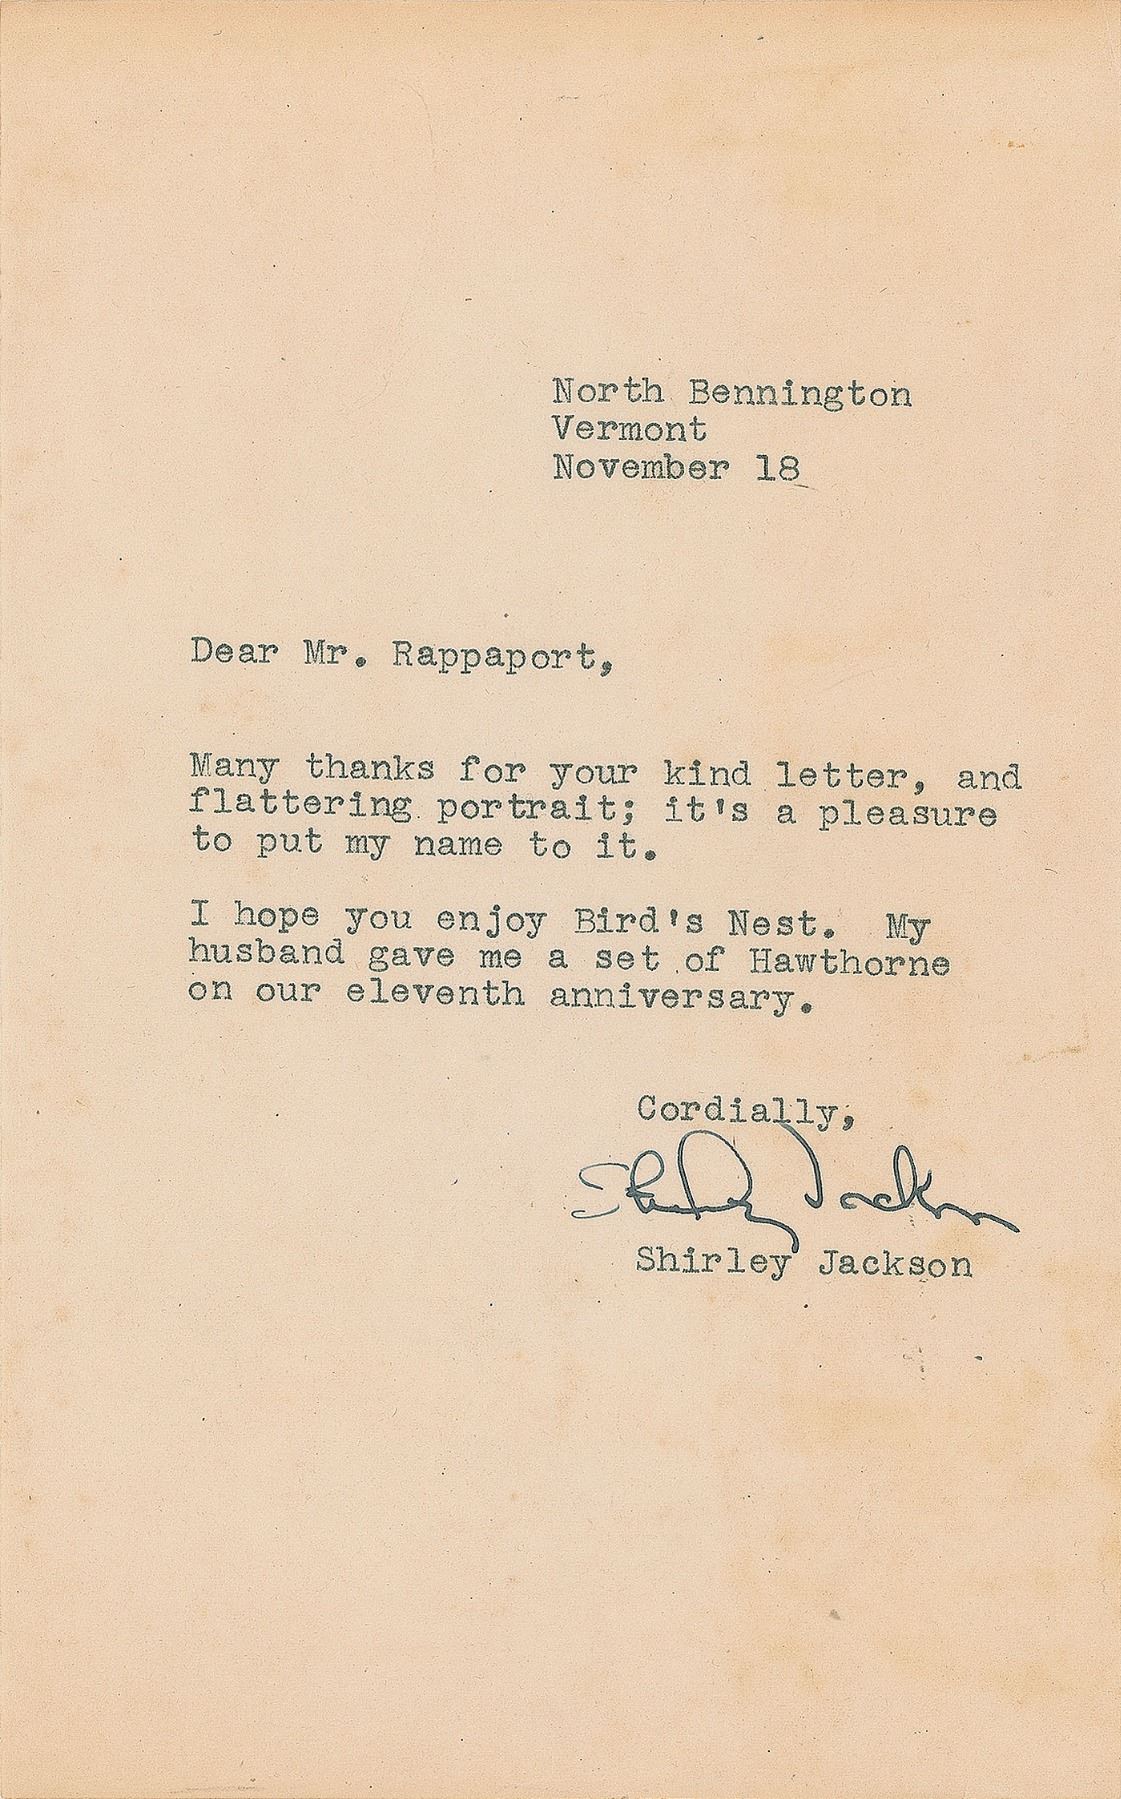 North Bennington
Vermont
November 18
Dear Mr. Rappaport,
Many thanks for your kind letter, and
flattering portrait; it's a pleasure
to put my name to it.
I hope you enjoy Bird's Nest.  My
husband gave me a set of Hawthorne
on our eleventh anniversary.
Cordially,
Shirley Jackson
Shirley Jackson